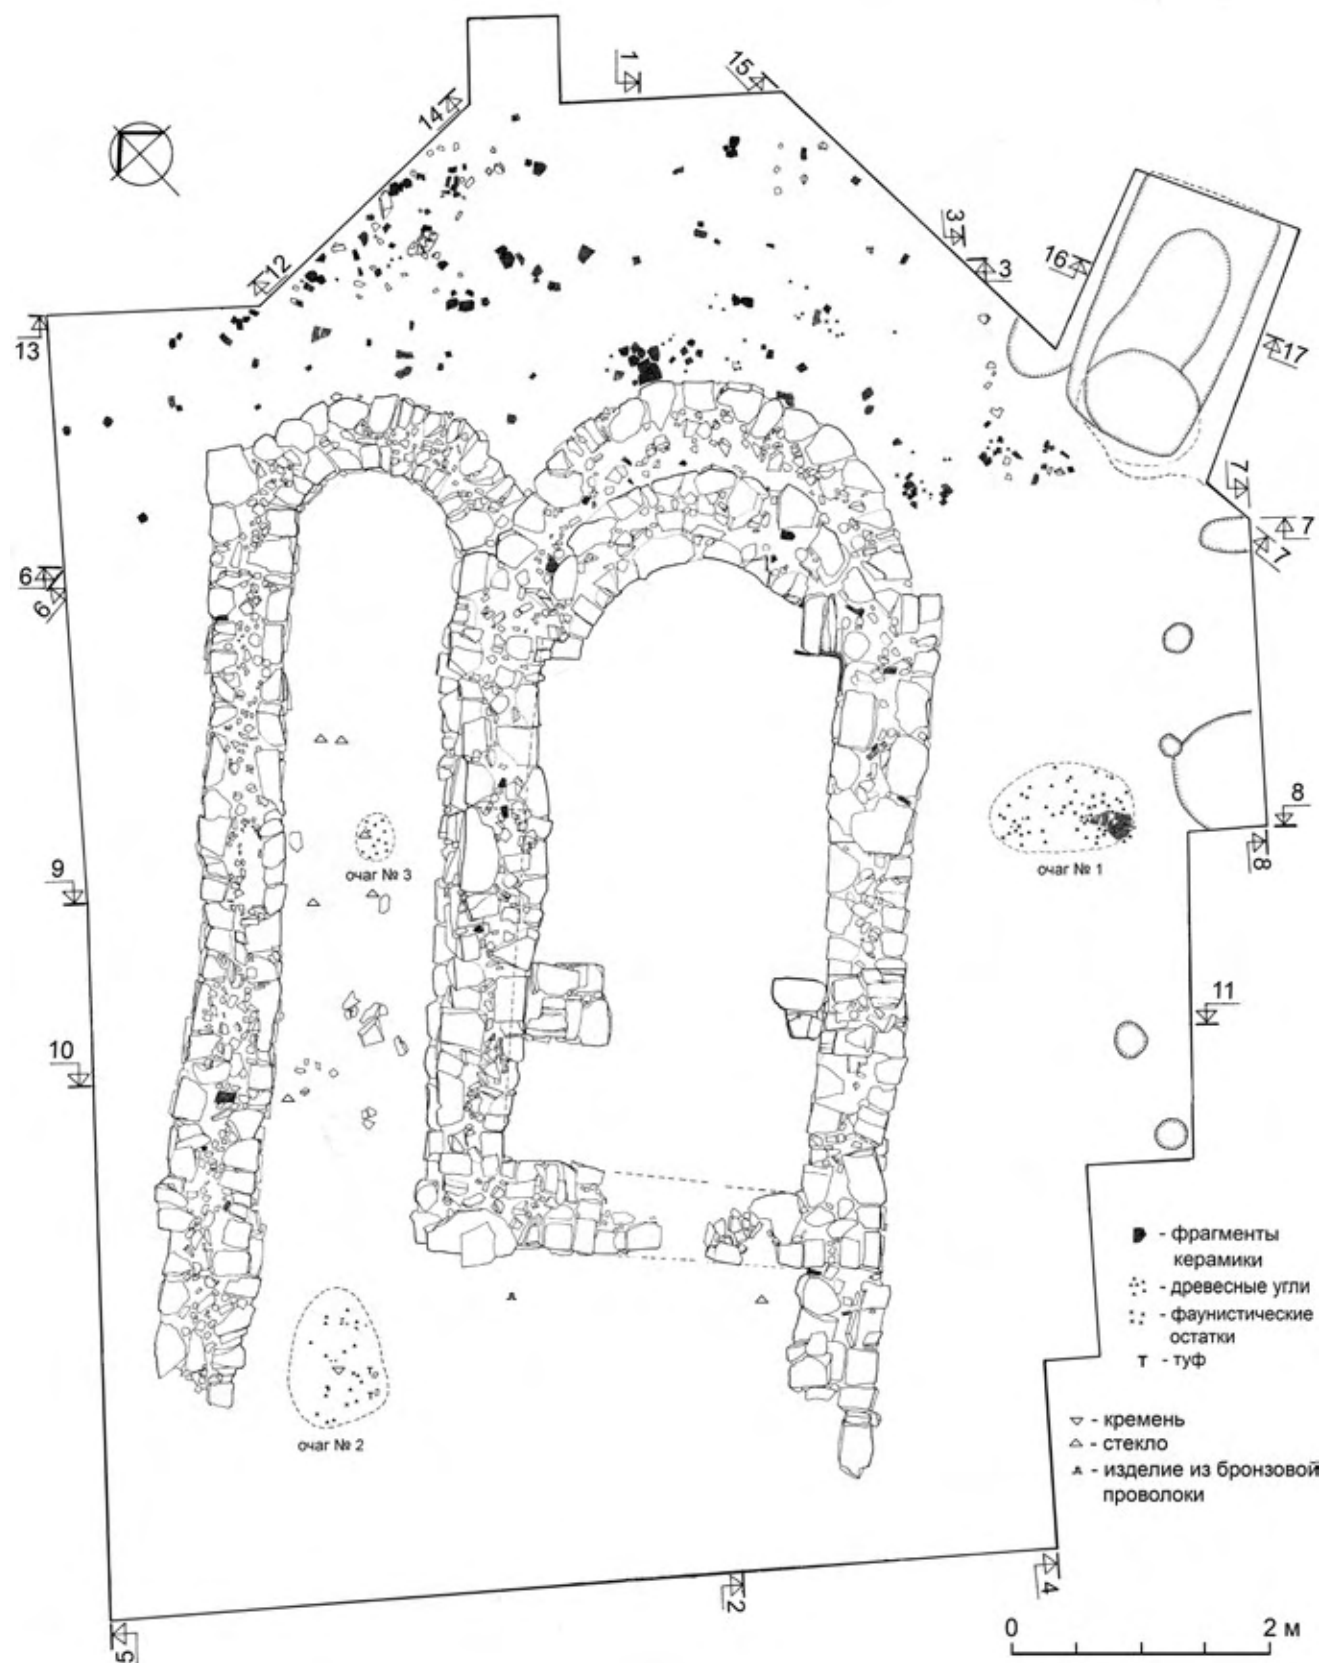 1
15
14
3
3
12
16
13
17
7
7
7
6
6
8
очаг № 3
очаг № 1
8
9
11
10
- фрагменты
керамики
- древесные угли
- фаунистические
остатки
т - туф
т
т
очаг № 2
- кремень
- стекло
- изделие из бронзовой
проволоки
4
2
5
0 2 м